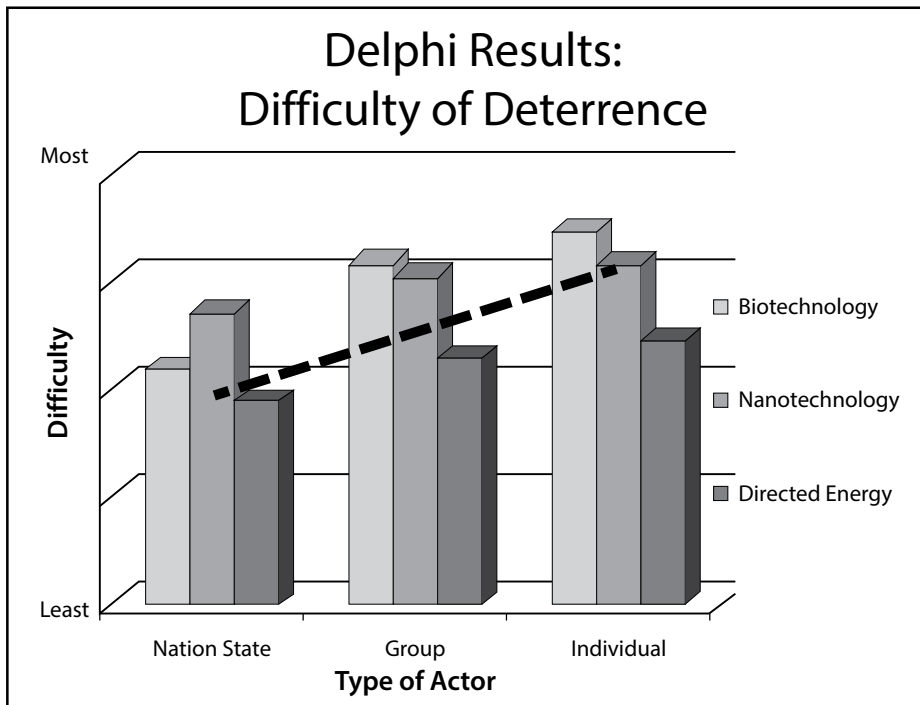 Delphi Results:
Difficulty of Deterrence
Most
Difficulty
Least
Biotechnology
Nanotechnology
Directed Energy
Nation State
Group
Individual
Type of Actor